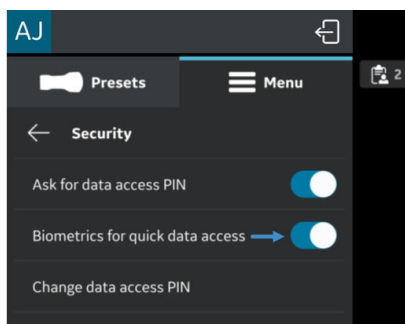 AJ
Presets
Menu
2
Security
Ask for data access PIN
Biometrics for quick data access
Change data access PIN